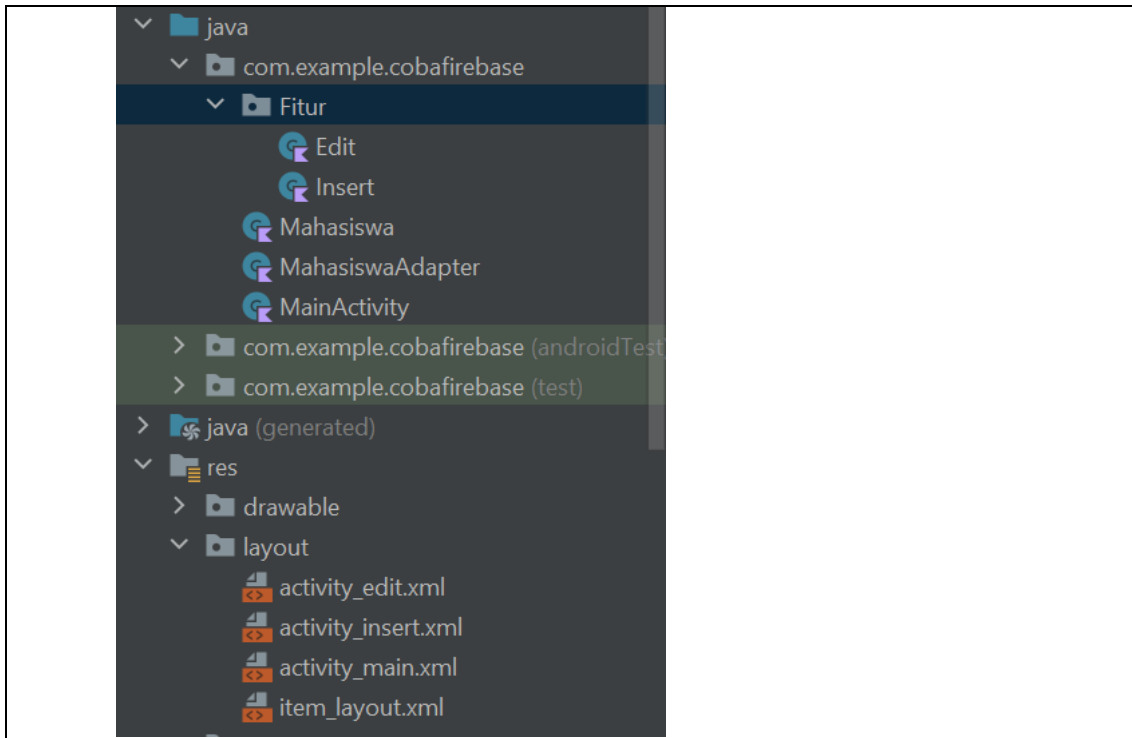 java
com.example.cobafirebase
Fitur
Edit
Insert
Mahasiswa
MahasiswaAdapter
MainActivity
com.example.cobafirebase (androidTest)
com.example.cobafirebase (test)
java (generated)
res
drawable
layout
activity_edit.xml
activity_insert.xml
activity_main.xml
item_layout.xml